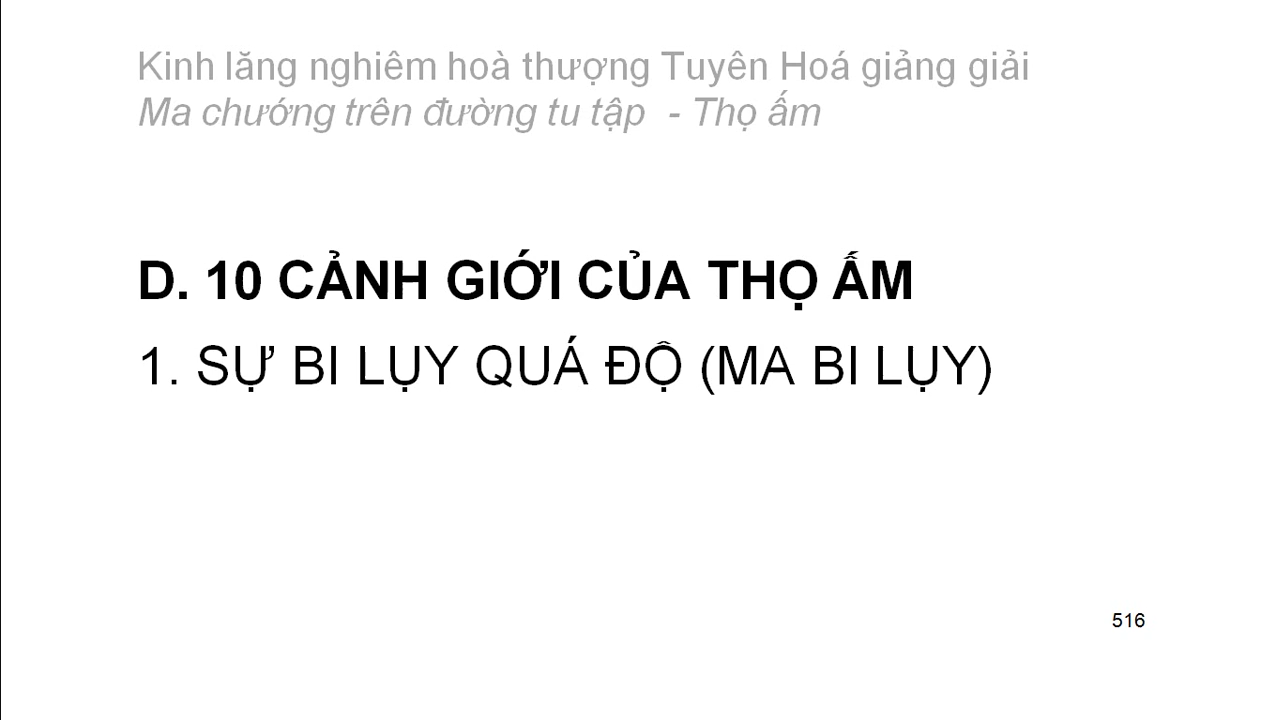 Kinh lăng nghiêm hoà thượng Tuyên Hoá giảng giải
Ma chướng trên đường tu tập - Thọ ấm
D. 10 CẢNH GIỚI CỦA THỌ ẤM
1. SỰ BI LỤY QUÁ ĐỘ (MA BI LỤY)
516